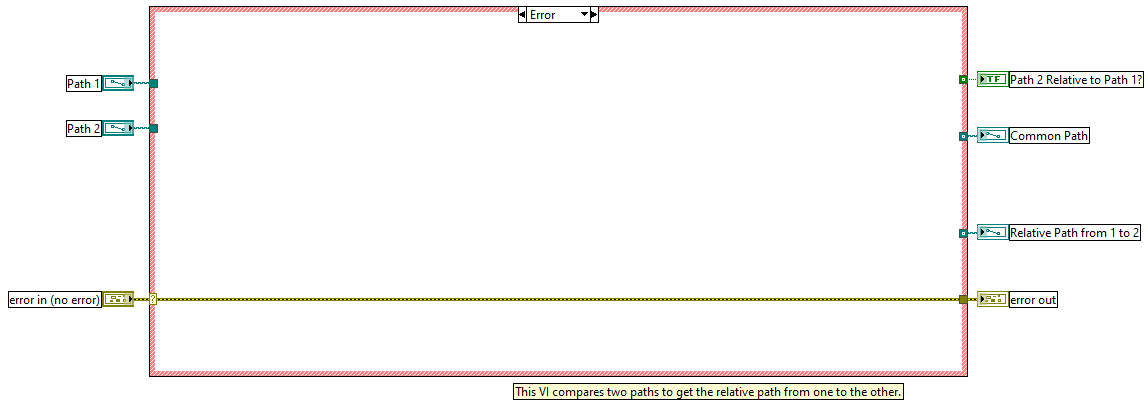 Error
Path 1
Path 2
error in (no error)
?
TF
Path 2 Relative to Path 1?
Common Path
Relative Path from 1 to 2
error out
This VI compares two paths to get the relative path from one to the other.